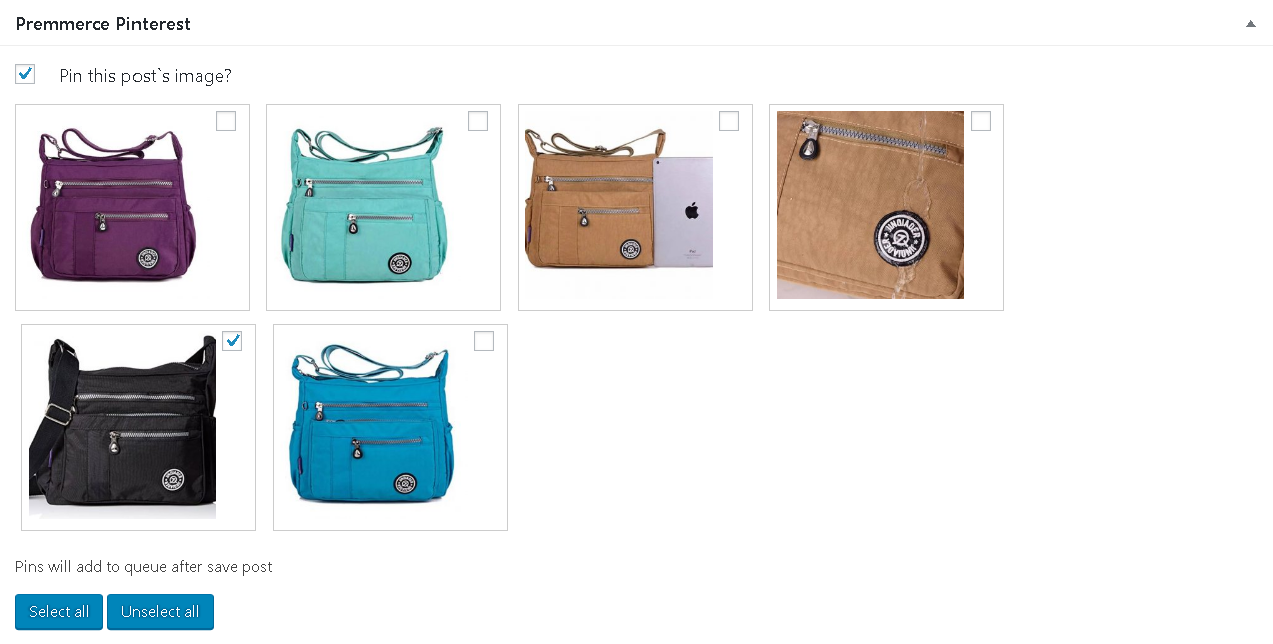 Premmerce Pinterest
Pin this post`s image?
Pins will add to queue after save post
Select all
Unselect all